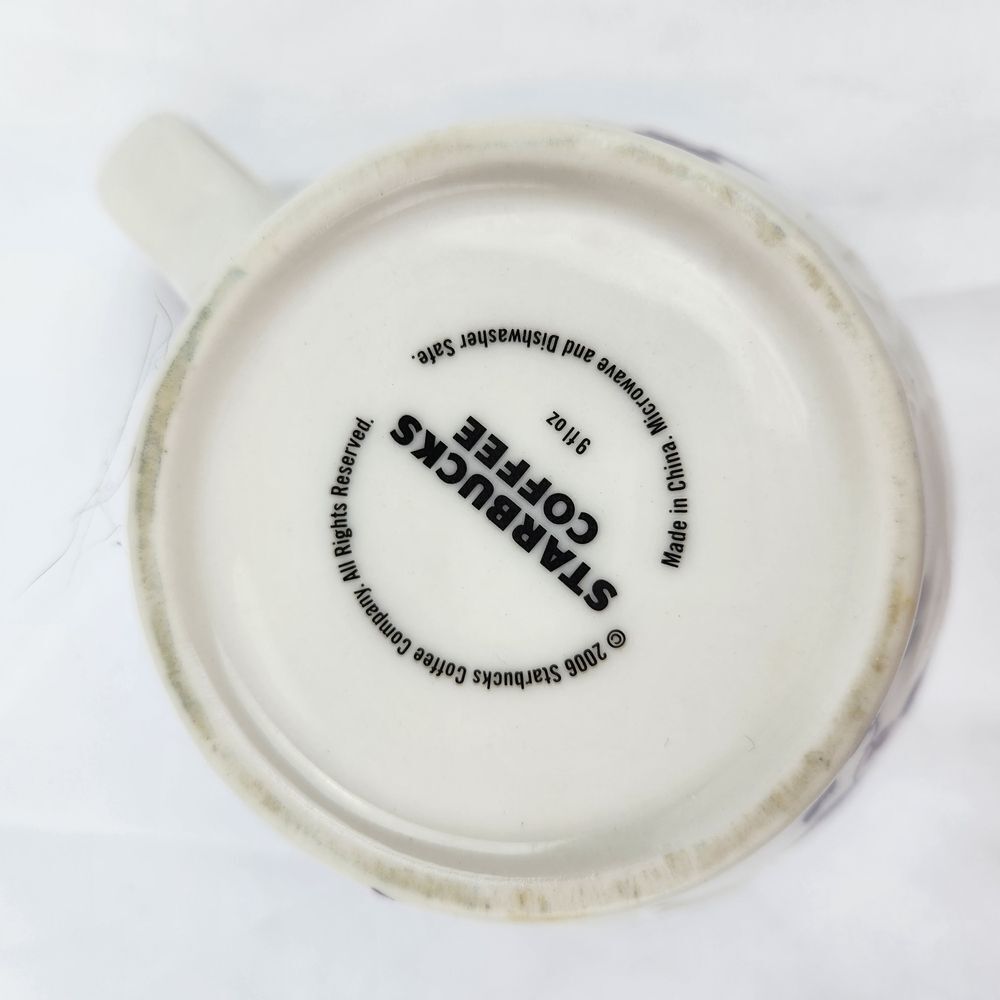 © 2006 Starbucks Coffee Company. All Rights Reserved.
STARBUCKS
COFFEE
9 fl oz
Made in China. Microwave and Dishwasher Safe.